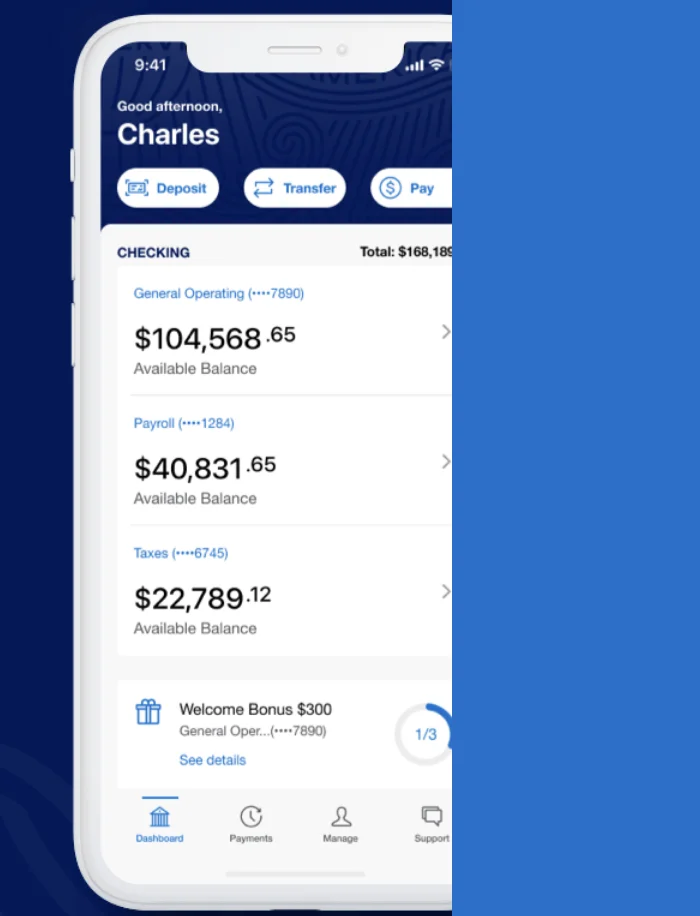 9:41
Good afternoon,
Charles
Deposit
Transfer
Pay
CHECKING
Total: $168,189
General Operating (••••7890)
$104,568.65
Available Balance
Payroll (••••1284)
$40,831.65
Available Balance
Taxes (••••6745)
$22,789.12
Available Balance
Welcome Bonus $300
General Oper...(••••7890)
1/3
See details
Dashboard
Payments
Manage
Support